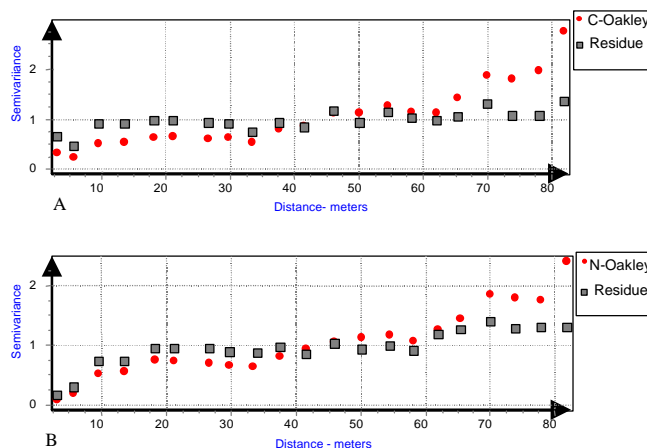 C-Oakley
Residue
Semivariiance
2
1
0
10 20 30 40 50 60 70 80
A
Distance- meters
N-Oakley
Residue
Semivariance
2
1
0
10 20 30 40 50 60 70 80
B
Distance - meters